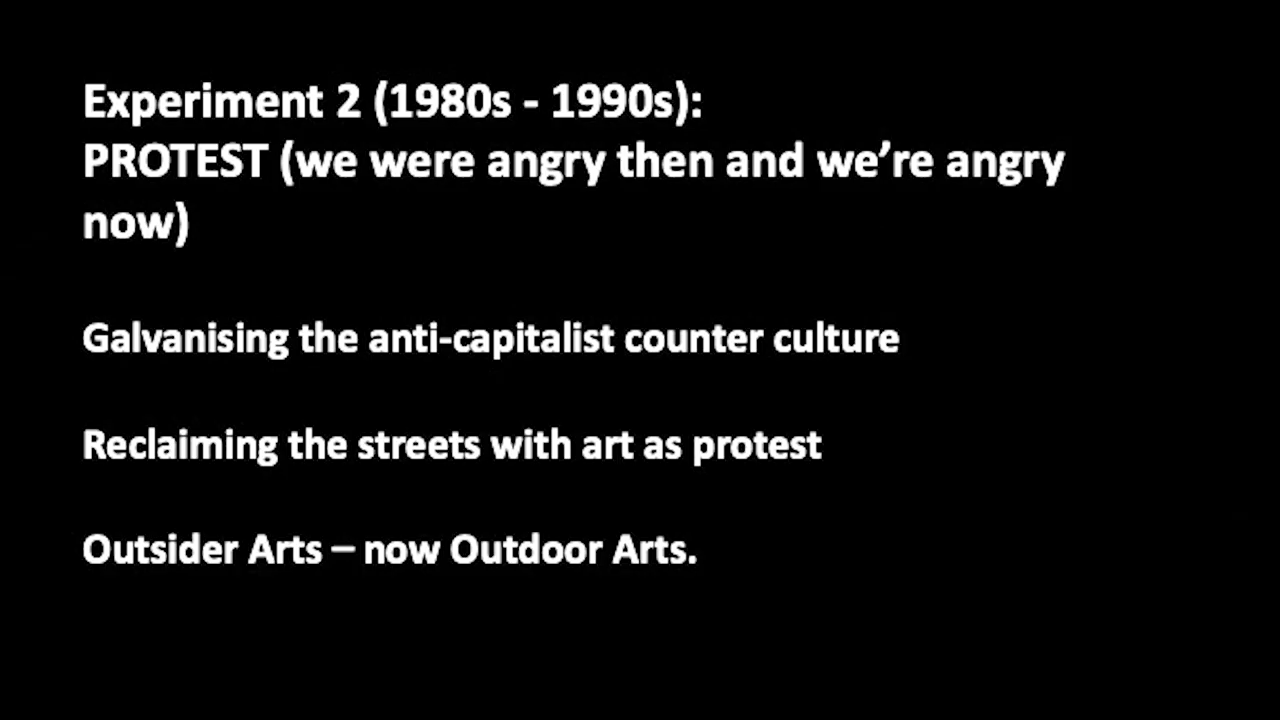 Experiment 2 (1980s - 1990s):
PROTEST (we were angry then and we’re angry
now)
Galvanising the anti-capitalist counter culture
Reclaiming the streets with art as protest
Outsider Arts – now Outdoor Arts.